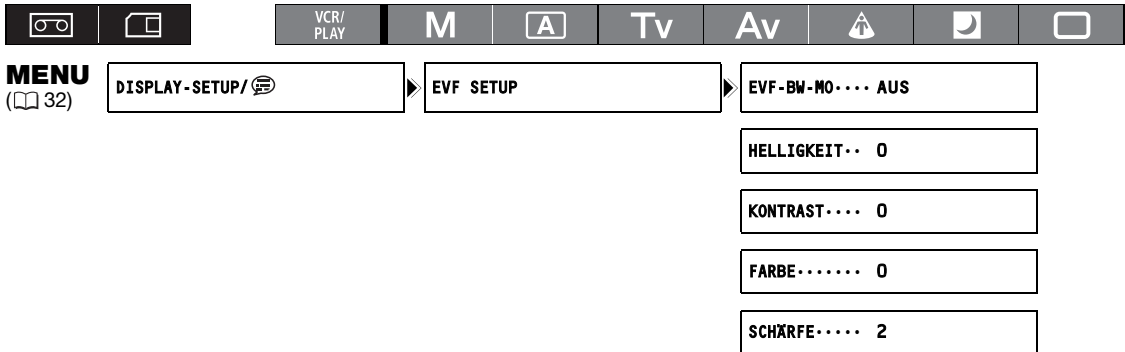 VCR/
PLAY
M
A
Tv
Av
MENU
(32)
DISPLAY-SETUP/
EVF SETUP
EVF-BW-MO···· AUS
HELLIGKEIT·· 0
KONTRAST···· 0
FARBE······· 0
SCHÄRFE····· 2